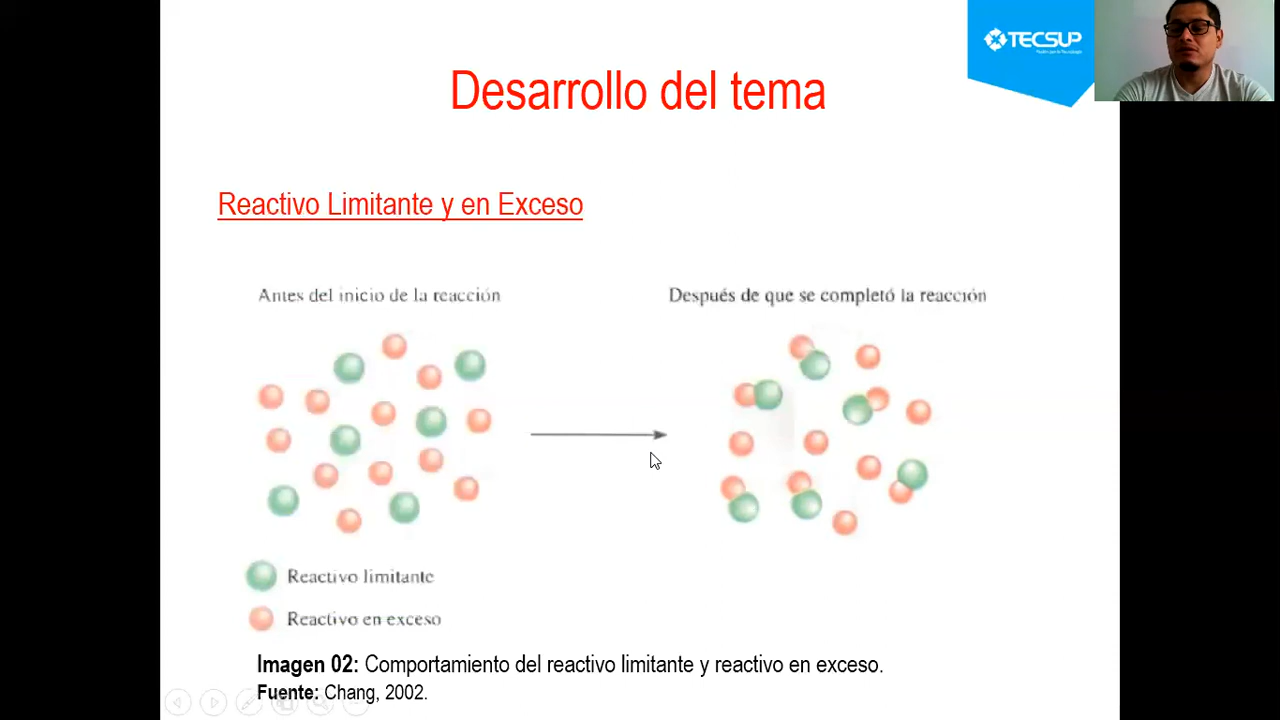 TECSUP
Desarrollo del tema
Reactivo Limitante y en Exceso
Antes del inicio de la reacción
Después de que se completó la reacción
Reactivo limitante
Reactivo en exceso
Imagen 02: Comportamiento del reactivo limitante y reactivo en exceso.
Fuente: Chang, 2002.